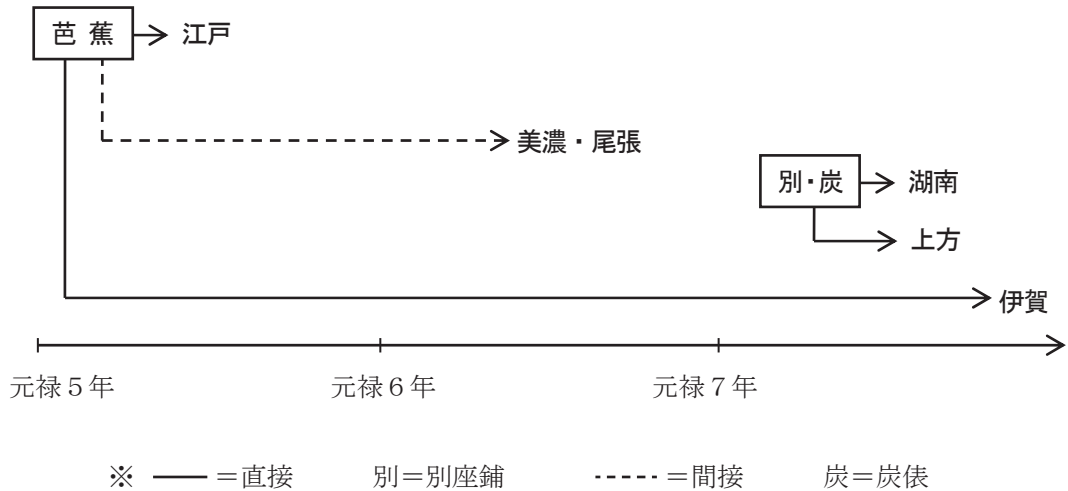 芭 蕉
江戸
美濃・尾張
別・炭
湖南
上方
伊賀
元禄5年
元禄6年
元禄7年
※ ――＝直接 別＝別座鋪 -----＝間接 炭＝炭俵